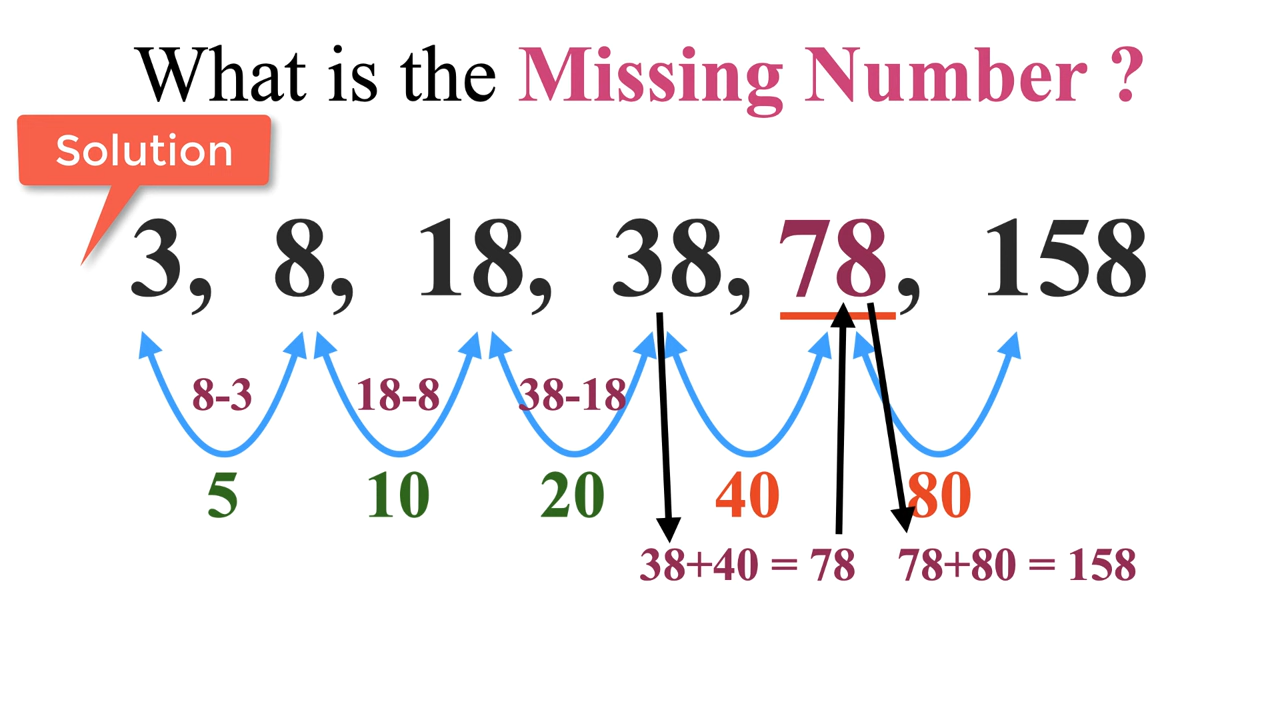 What is the Missing Number ?
Solution
3, 8, 18, 38, 78, 158
8-3 18-8 38-18
5 10 20 40 80
38+40 = 78 78+80 = 158